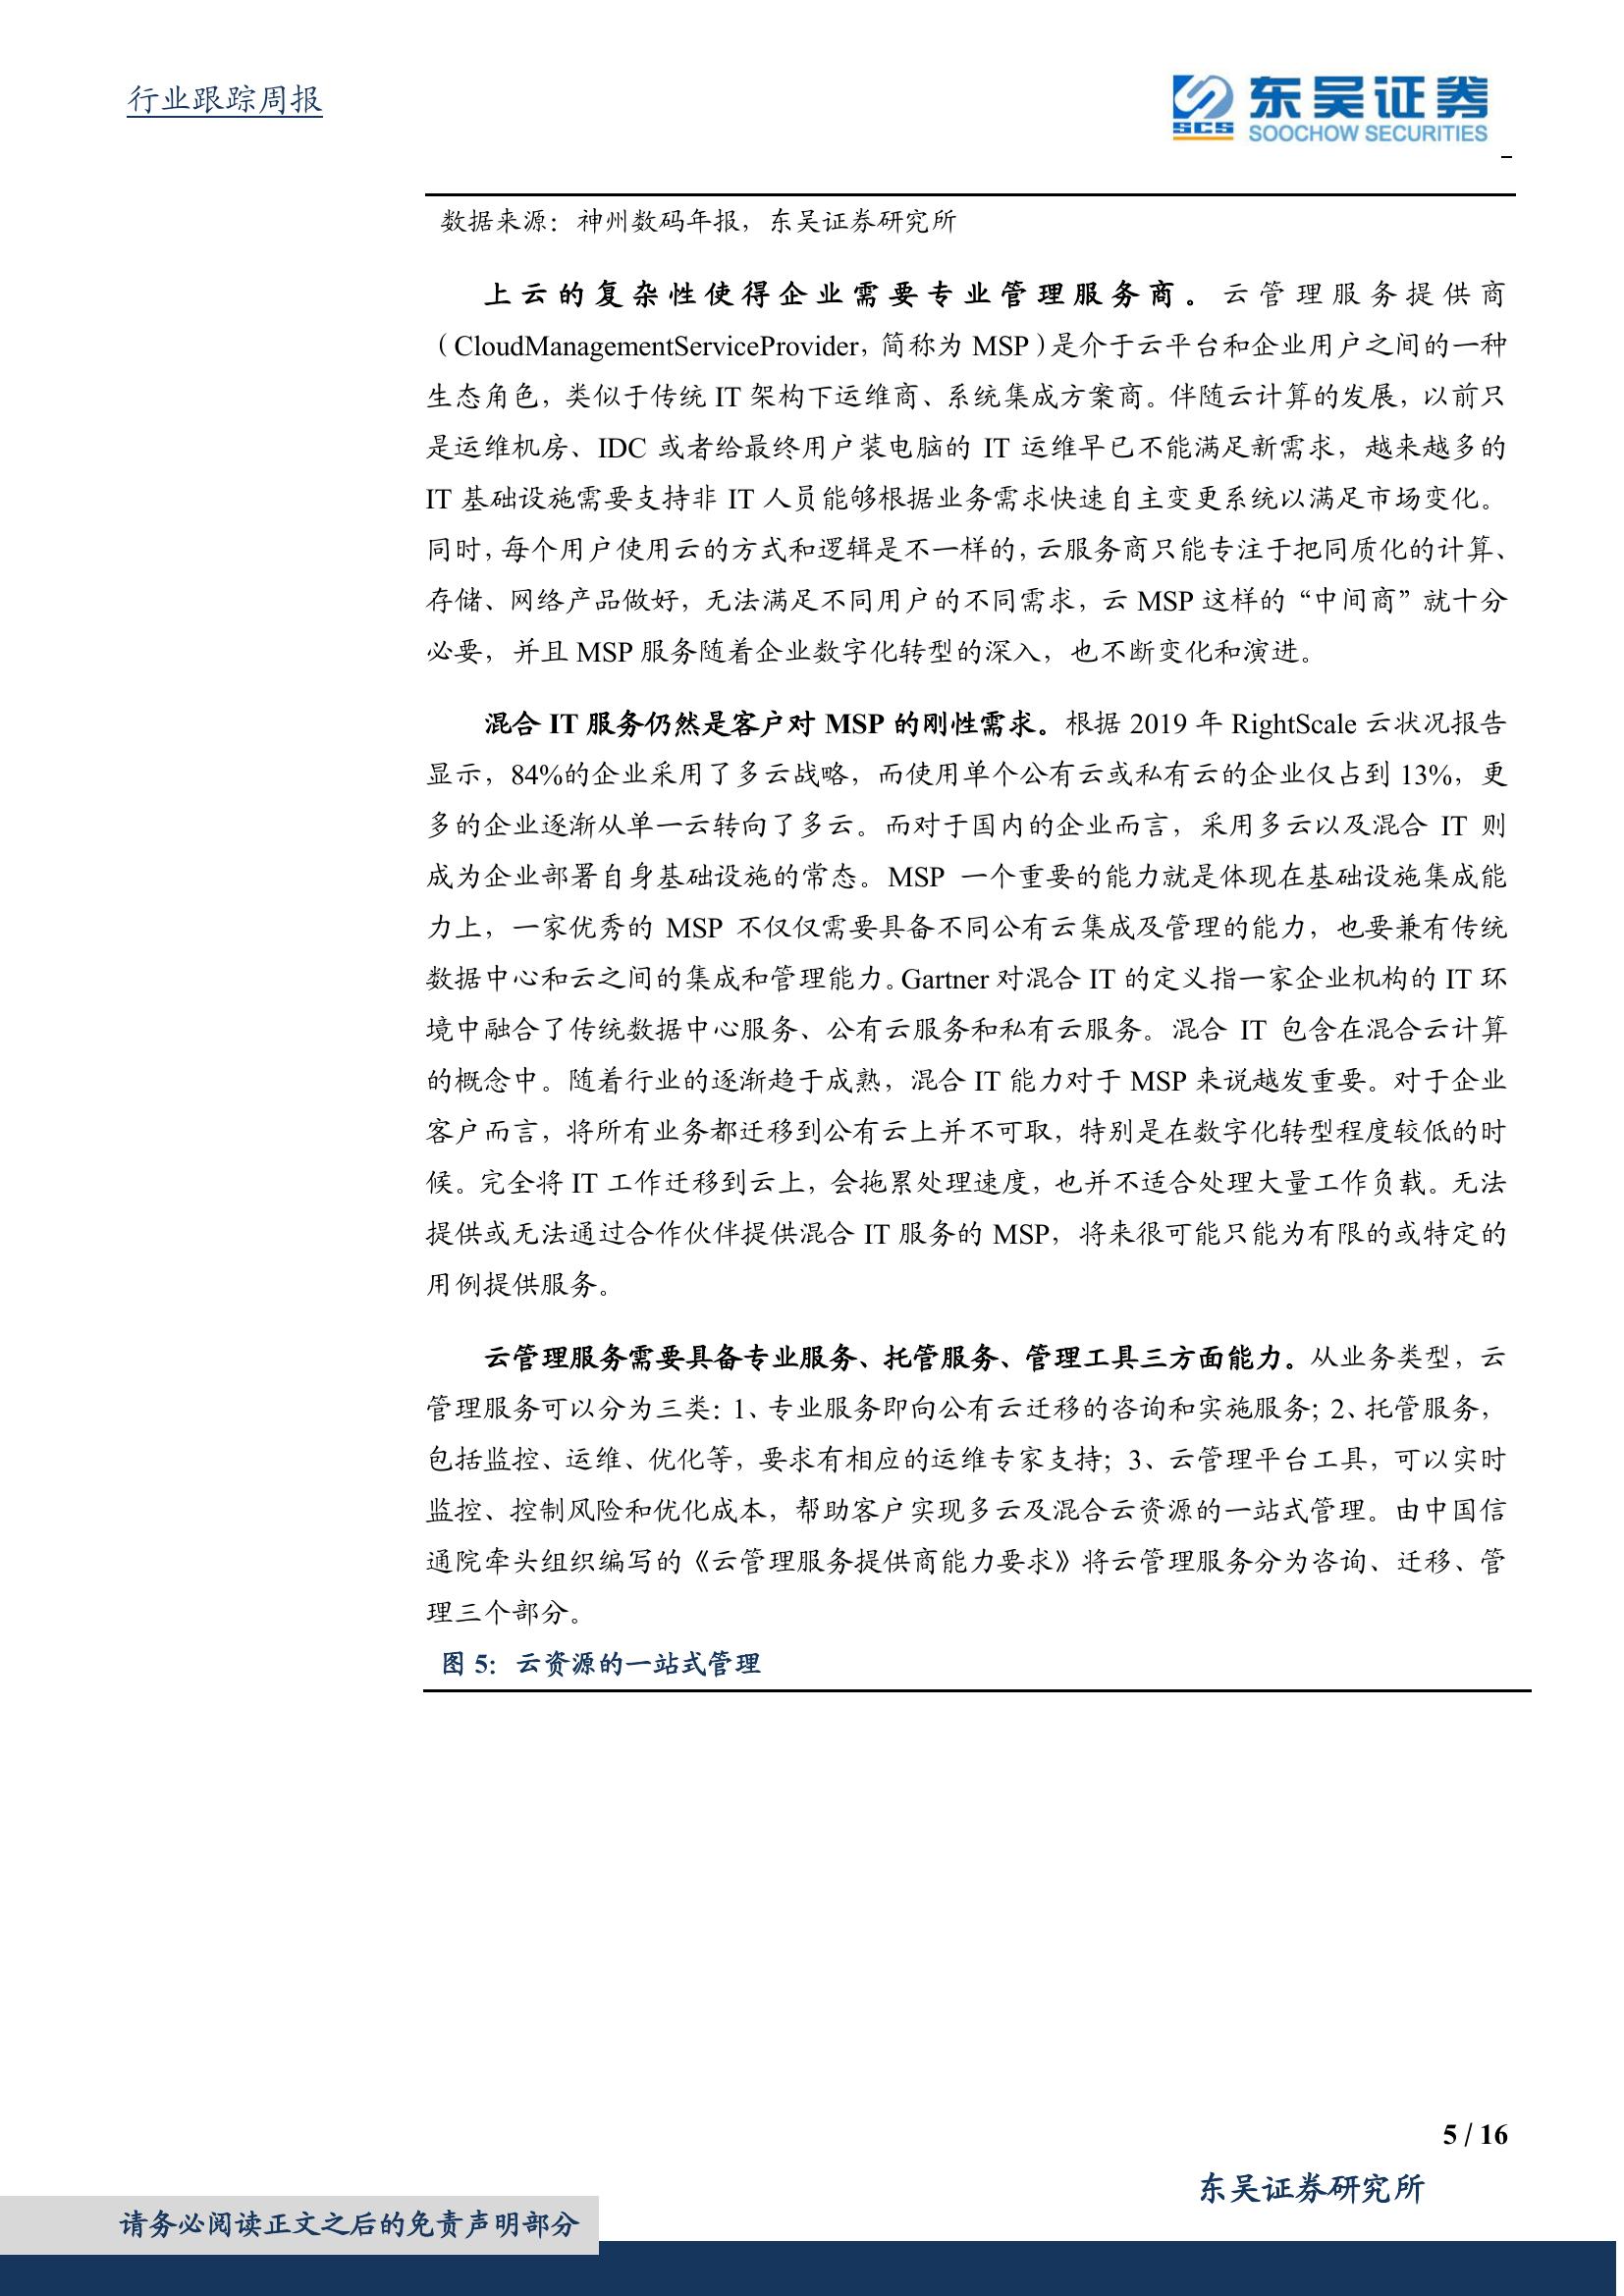 行业跟踪周报
SCS
东吴证券
SOOCHOW SECURITIES
数据来源：神州数码年报，东吴证券研究所
上云的复杂性使得企业需要专业管理服务商。云管理服务提供商
（CloudManagementServiceProvider，简称为 MSP）是介于云平台和企业用户之间的一种
生态角色，类似于传统 IT 架构下运维商、系统集成方案商。伴随云计算的发展，以前只
是运维机房、IDC 或者给最终用户装电脑的 IT 运维早已不能满足新需求，越来越多的
IT 基础设施需要支持非 IT 人员能够根据业务需求快速自主变更系统以满足市场变化。
同时，每个用户使用云的方式和逻辑是不一样的，云服务商只能专注于把同质化的计算、
存储、网络产品做好，无法满足不同用户的不同需求，云 MSP 这样的“中间商”就十分
必要，并且 MSP 服务随着企业数字化转型的深入，也不断变化和演进。
混合 IT 服务仍然是客户对 MSP 的刚性需求。根据 2019 年 RightScale 云状况报告
显示，84%的企业采用了多云战略，而使用单个公有云或私有云的企业仅占到 13%，更
多的企业逐渐从单一云转向了多云。而对于国内的企业而言，采用多云以及混合 IT 则
成为企业部署自身基础设施的常态。MSP 一个重要的能力就是体现在基础设施集成能
力上，一家优秀的 MSP 不仅仅需要具备不同公有云集成及管理的能力，也要兼有传统
数据中心和云之间的集成和管理能力。Gartner 对混合 IT 的定义指一家企业机构的 IT 环
境中融合了传统数据中心服务、公有云服务和私有云服务。混合 IT 包含在混合云计算
的概念中。随着行业的逐渐趋于成熟，混合 IT 能力对于 MSP 来说越发重要。对于企业
客户而言，将所有业务都迁移到公有云上并不可取，特别是在数字化转型程度较低的时
候。完全将 IT 工作迁移到云上，会拖累处理速度，也并不适合处理大量工作负载。无法
提供或无法通过合作伙伴提供混合 IT 服务的 MSP，将来很可能只能为有限的或特定的
用例提供服务。
云管理服务需要具备专业服务、托管服务、管理工具三方面能力。从业务类型，云
管理服务可以分为三类：1、专业服务即向公有云迁移的咨询和实施服务；2、托管服务，
包括监控、运维、优化等，要求有相应的运维专家支持；3、云管理平台工具，可以实时
监控、控制风险和优化成本，帮助客户实现多云及混合云资源的一站式管理。由中国信
通院牵头组织编写的《云管理服务提供商能力要求》将云管理服务分为咨询、迁移、管
理三个部分。
图 5：云资源的一站式管理
5 / 16
东吴证券研究所
请务必阅读正文之后的免责声明部分